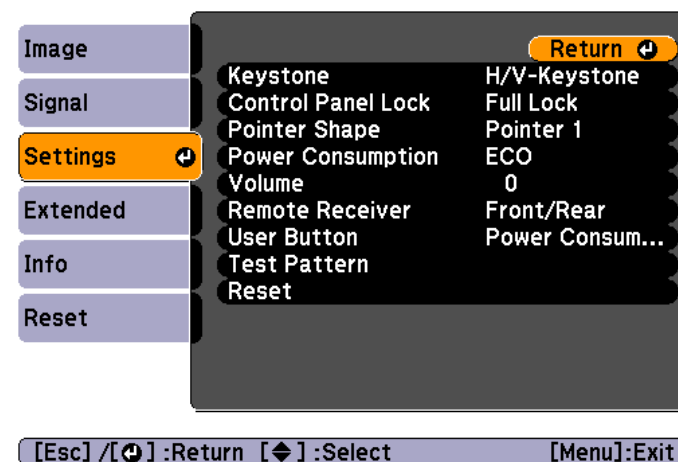 Image
Signal
Settings
Extended
Info
Reset
Return
Keystone H/V-Keystone
Control Panel Lock Full Lock
Pointer Shape Pointer 1
Power Consumption ECO
Volume 0
Remote Receiver Front/Rear
User Button Power Consum...
Test Pattern
Reset
[Esc] /[⏎] :Return [◆] :Select [Menu]:Exit